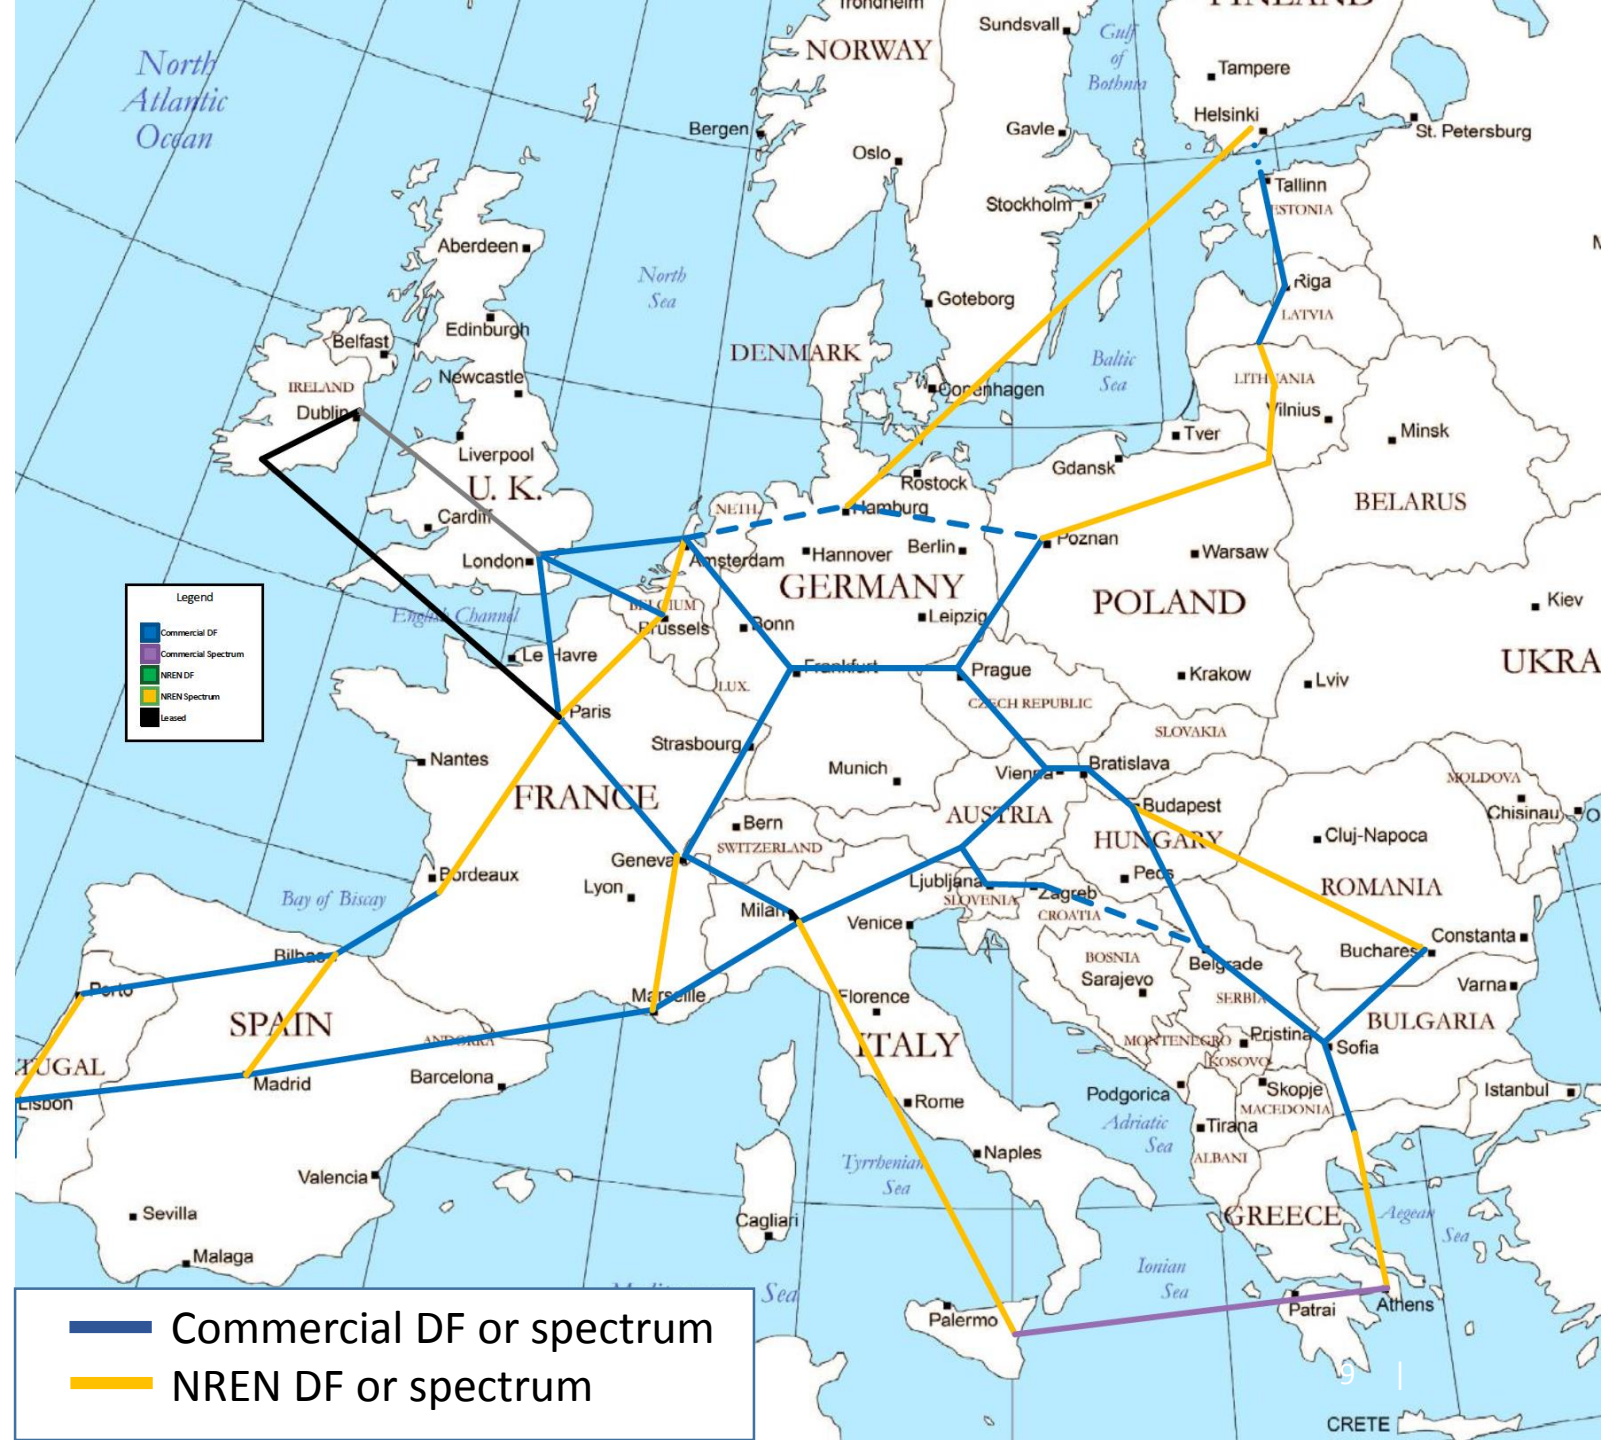 Trondheim
FINLAND
Sundsvall
Gulf
of
Bothnia
NORWAY
North
Atlantic
Ocean
Tampere
Helsinki
Bergen
Gavle
St. Petersburg
Oslo
Tallinn
ESTONIA
Stockholm
Aberdeen
North
Sea
Riga
Goteborg
LATVIA
Edinburgh
Belfast
DENMARK
Baltic
Sea
IRELAND
Newcastle
Copenhagen
LITHUANIA
Dublin
Vilnius
Tver
Minsk
Liverpool
Gdansk
U. K.
Rostock
BELARUS
NETH.
Hamburg
Cardiff
Poznan
Warsaw
London
Amsterdam
Hannover
Berlin
GERMANY
POLAND
Kiev
Legend
Commercial DF
Commercial Spectrum
NREN DF
NREN Spectrum
Leased
English Channel
BELGIUM
Brussels
Bonn
Leipzig
Le Havre
Frankfurt
Prague
Krakow
Lviv
UKRA
LUX.
CZECH REPUBLIC
Paris
SLOVAKIA
Strasbourg
Nantes
Munich
Vienna
Bratislava
MOLDOVA
FRANCE
Budapest
Chisinau
O
AUSTRIA
Bern
HUNGARY
Cluj-Napoca
SWITZERLAND
Geneva
Bordeaux
Lyon
Ljubljana
Pecs
ROMANIA
Bay of Biscay
Zagreb
SLOVENIA
Milan
CROATIA
Venice
Constanta
Bilbao
Bucharest
BOSNIA
Belgrade
Sarajevo
Porto
Marseille
Florence
SERBIA
Varna
SPAIN
BULGARIA
ANDORRA
ITALY
MONTENEGRO
Pristina
Sofia
KOSOVO
TUGAL
Madrid
Barcelona
Podgorica
Skopje
Istanbul
Lisbon
Rome
MACEDONIA
Adriatic
Sea
Tirana
Naples
ALBANI
Tyrrhenian
Sea
Valencia
Sevilla
Cagliari
GREECE
Aegean
Sea
Malaga
Ionian
Sea
Sea
Palermo
Patrai
Athens
Commercial DF or spectrum
NREN DF or spectrum
9 |
CRETE